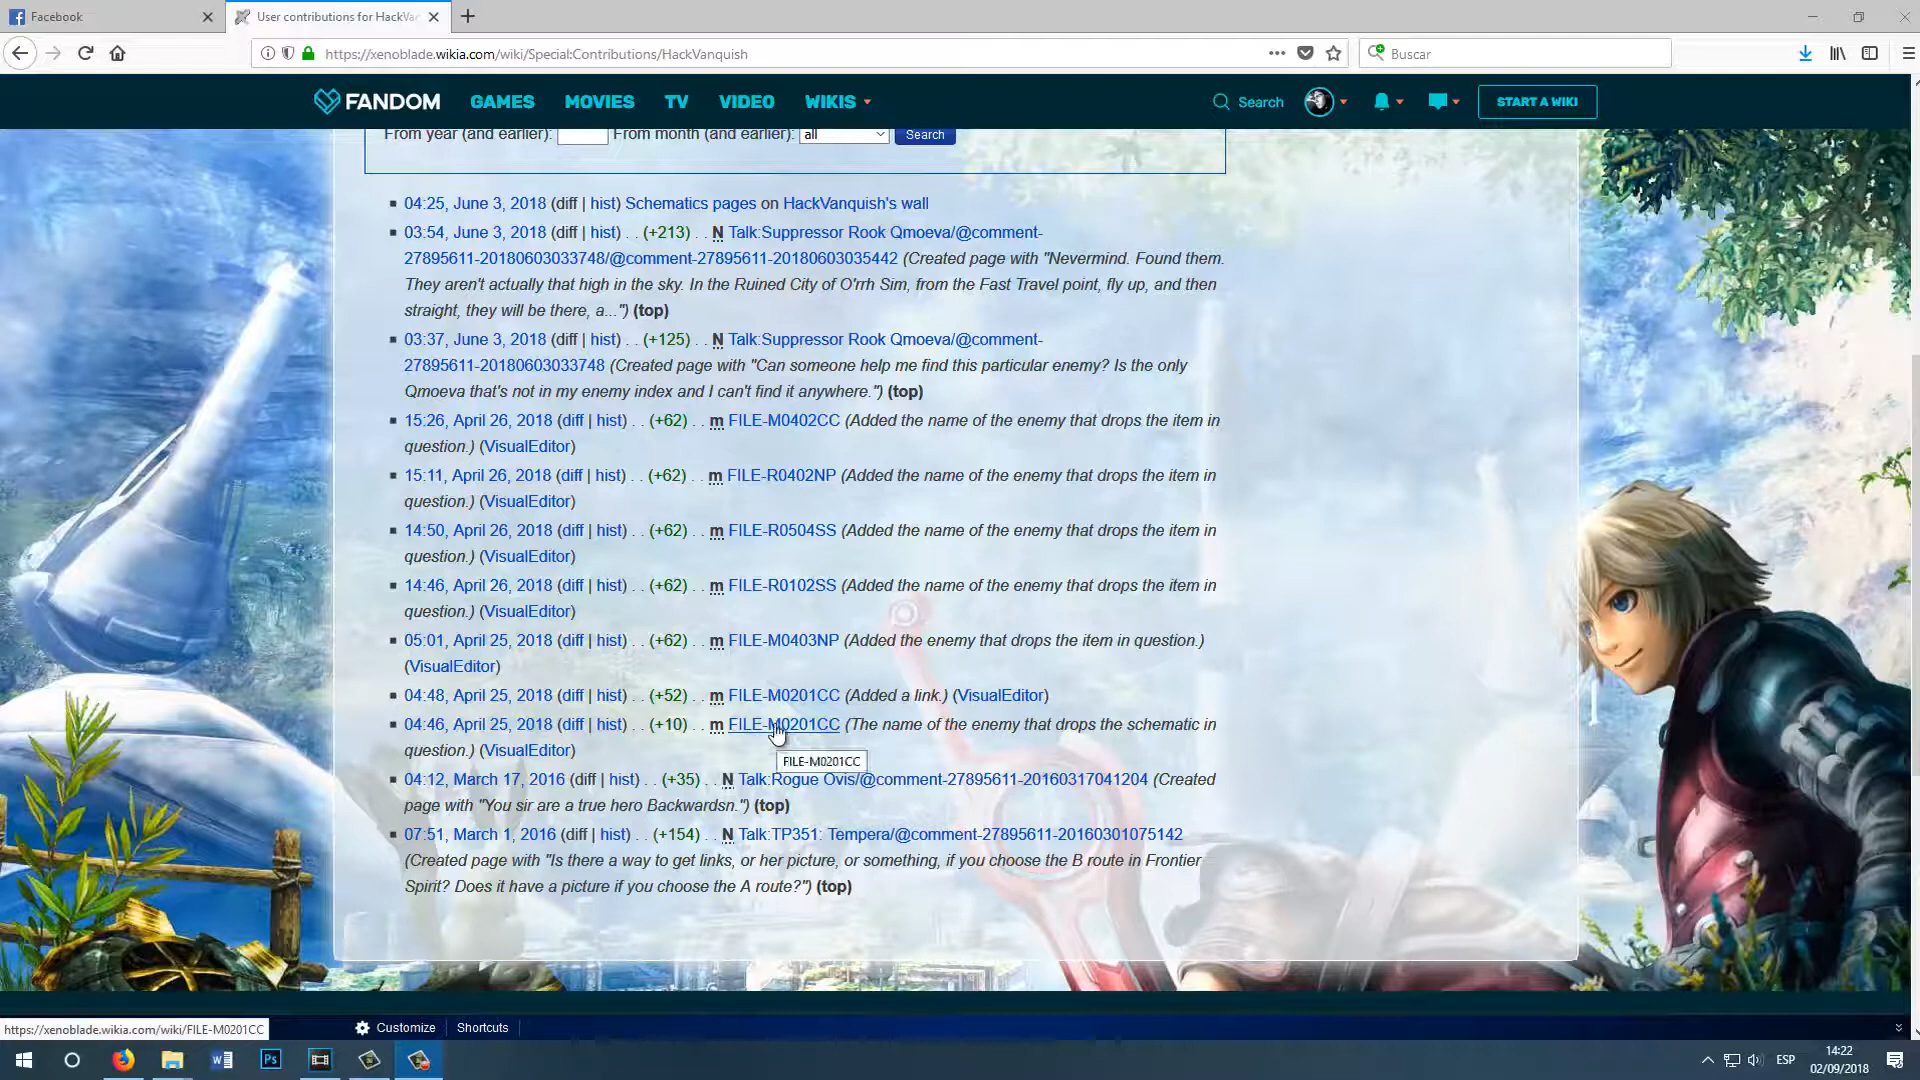 Facebook
User contributions for HackVan
https://xenoblade.wikia.com/wiki/Special:Contributions/HackVanquish
Buscar
FANDOM GAMES MOVIES TV VIDEO WIKIS Search START A WIKI
From year (and earlier): From month (and earlier): all Search
04:25, June 3, 2018 (diff | hist) Schematics pages on HackVanquish's wall
03:54, June 3, 2018 (diff | hist) . . (+213) . . N Talk:Suppressor Rook Qmoeva/@comment-
27895611-20180603033748/@comment-27895611-20180603035442 (Created page with "Nevermind. Found them.
They aren't actually that high in the sky. In the Ruined City of O'rrh Sim, from the Fast Travel point, fly up, and then
straight, they will be there, a...") (top)
03:37, June 3, 2018 (diff | hist) . . (+125) . . N Talk:Suppressor Rook Qmoeva/@comment-
27895611-20180603033748 (Created page with "Can someone help me find this particular enemy? Is the only
Qmoeva that's not in my enemy index and I can't find it anywhere.") (top)
15:26, April 26, 2018 (diff | hist) . . (+62) . . m FILE-M0402CC (Added the name of the enemy that drops the item in
question.) (VisualEditor)
15:11, April 26, 2018 (diff | hist) . . (+62) . . m FILE-R0402NP (Added the name of the enemy that drops the item in
question.) (VisualEditor)
14:50, April 26, 2018 (diff | hist) . . (+62) . . m FILE-R0504SS (Added the name of the enemy that drops the item in
question.) (VisualEditor)
14:46, April 26, 2018 (diff | hist) . . (+62) . . m FILE-R0102SS (Added the name of the enemy that drops the item in
question.) (VisualEditor)
05:01, April 25, 2018 (diff | hist) . . (+62) . . m FILE-M0403NP (Added the enemy that drops the item in question.)
(VisualEditor)
04:48, April 25, 2018 (diff | hist) . . (+52) . . m FILE-M0201CC (Added a link.) (VisualEditor)
04:46, April 25, 2018 (diff | hist) . . (+10) . . m FILE-M0201CC (The name of the enemy that drops the schematic in
question.) (VisualEditor)
FILE-M0201CC
04:12, March 17, 2016 (diff | hist) . . (+35) . . N Talk:Rogue Ovis/@comment-27895611-20160317041204 (Created
page with "You sir are a true hero Backwardsn.") (top)
07:51, March 1, 2016 (diff | hist) . . (+154) . . N Talk:TP351: Tempera/@comment-27895611-20160301075142
(Created page with "Is there a way to get links, or her picture, or something, if you choose the B route in Frontier
Spirit? Does it have a picture if you choose the A route?") (top)
https://xenoblade.wikia.com/wiki/FILE-M0201CC Customize Shortcuts
W Ps ESP 14:22
02/09/2018